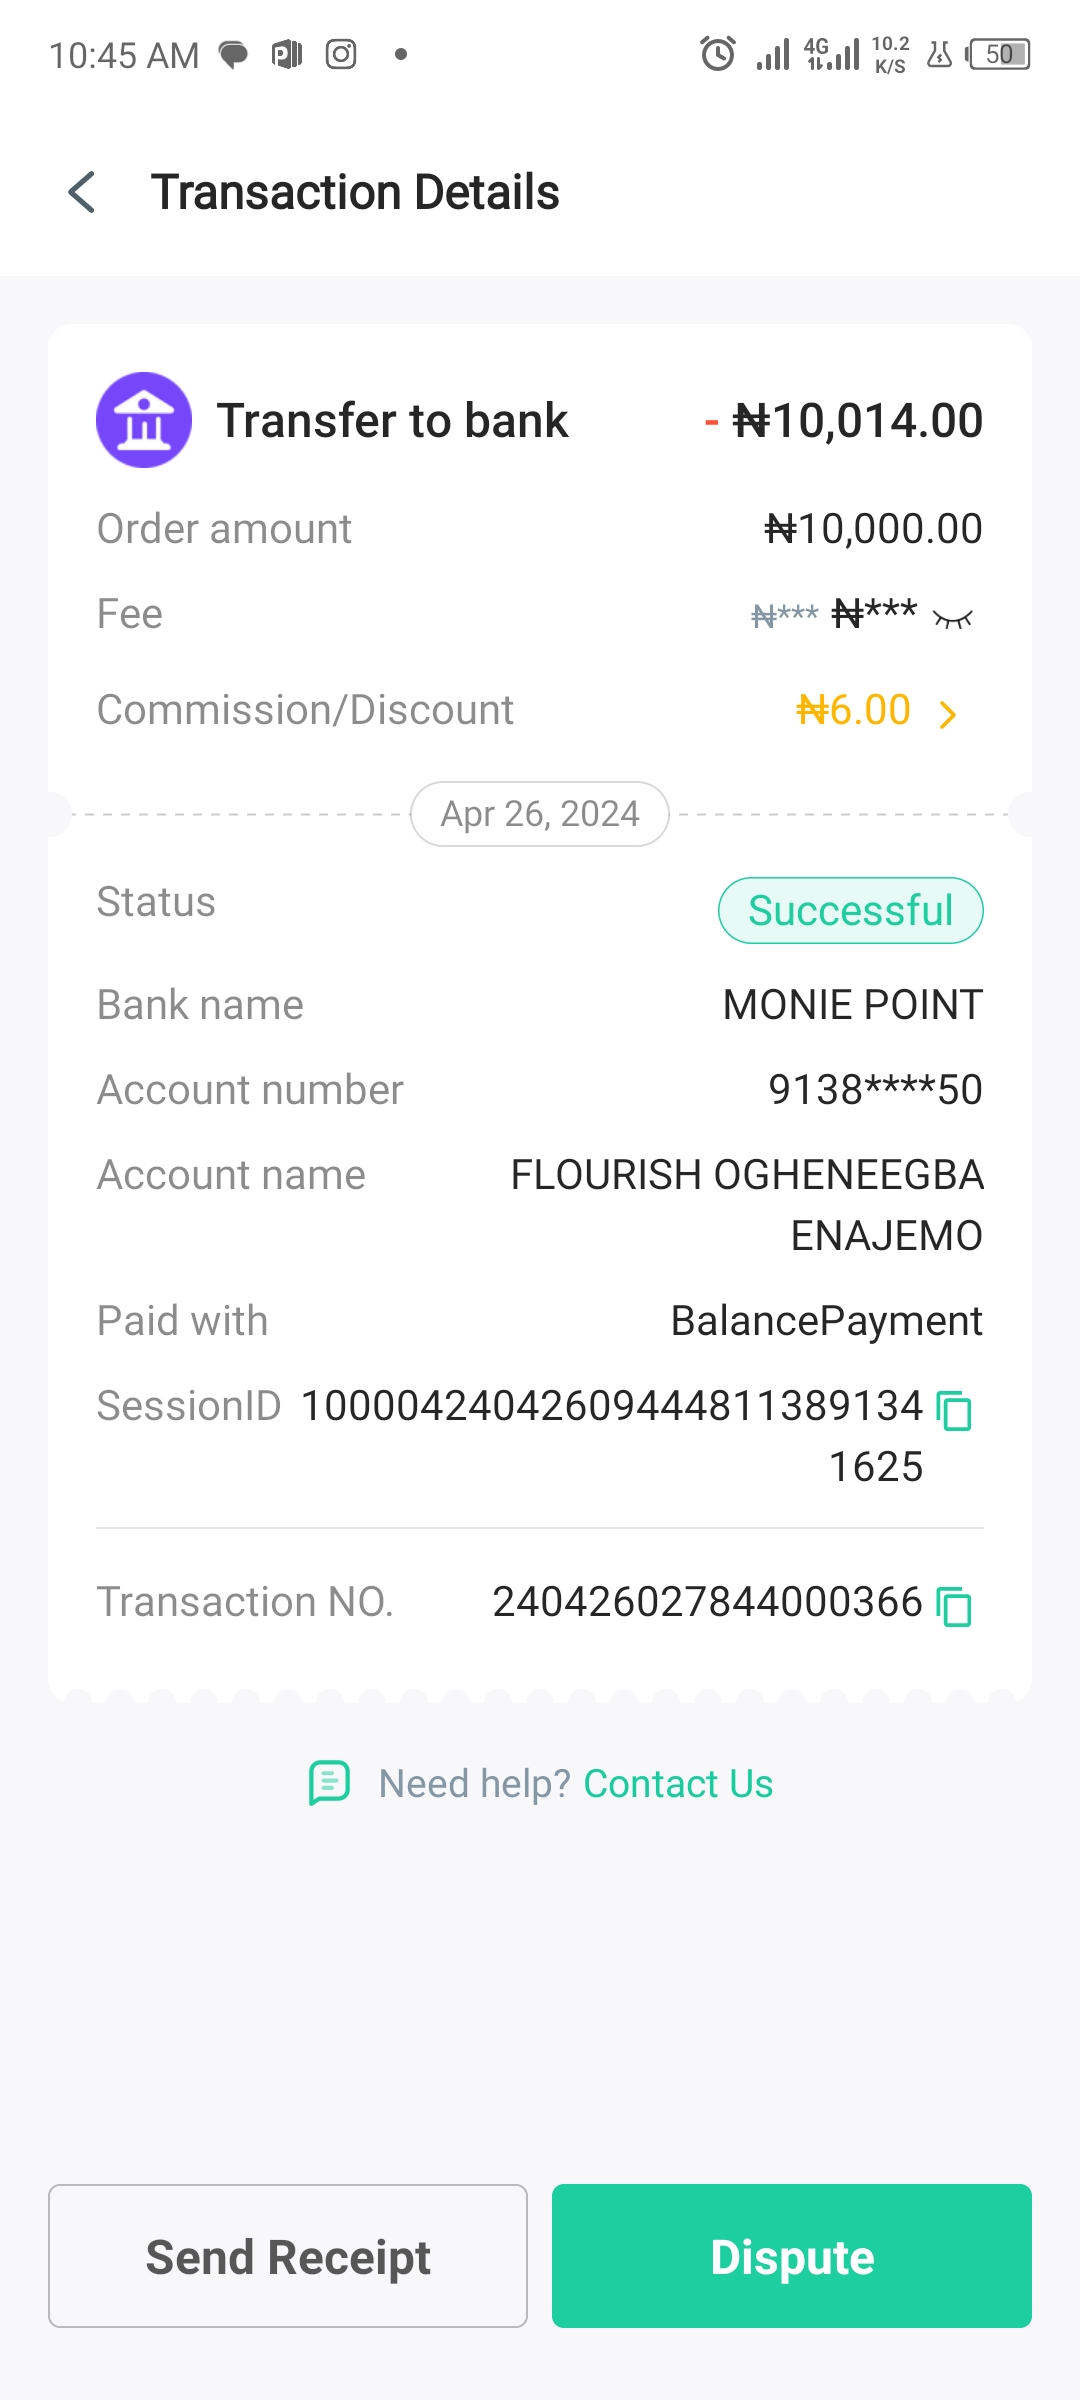 10:45 AM
4G
10.2
K/S
50
Transaction Details
Transfer to bank
- ₦10,014.00
Order amount
₦10,000.00
Fee
₦*** ₦***
Commission/Discount
₦6.00
Apr 26, 2024
Status
Successful
Bank name
MONIE POINT
Account number
9138****50
Account name
FLOURISH OGHENEEGBA
ENAJEMO
Paid with
BalancePayment
SessionID
10000424042609444811389134
1625
Transaction NO.
240426027844000366
Need help? Contact Us
Send Receipt
Dispute